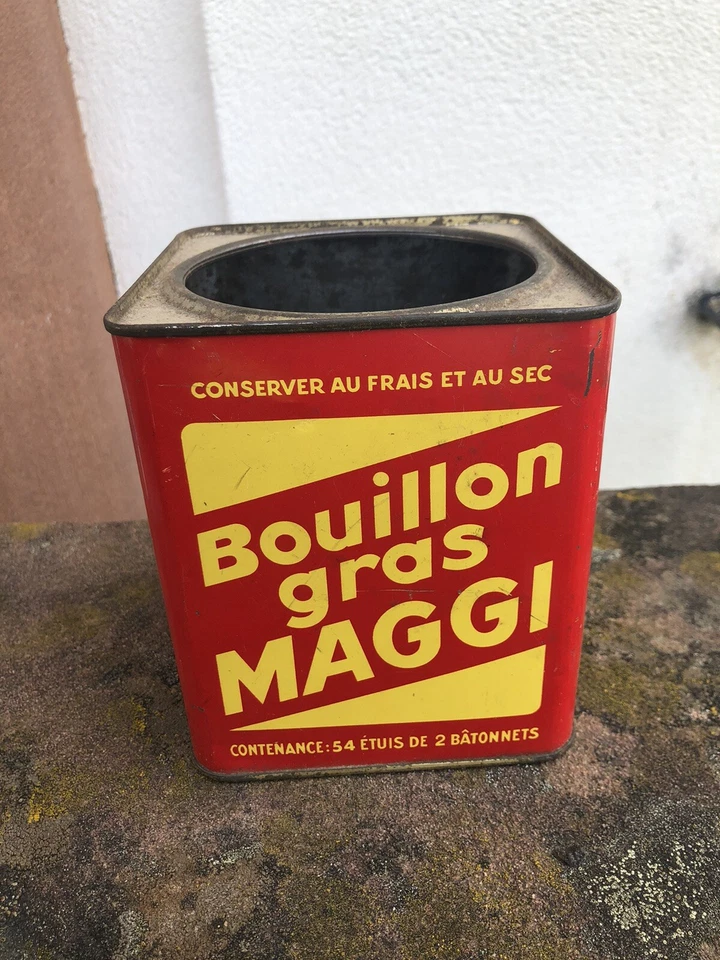 CONSERVER AU FRAIS ET AU SEC
Bouillon
gras
MAGGI
CONTENANCE: 54 ÉTUIS DE 2 BÂTONNETS